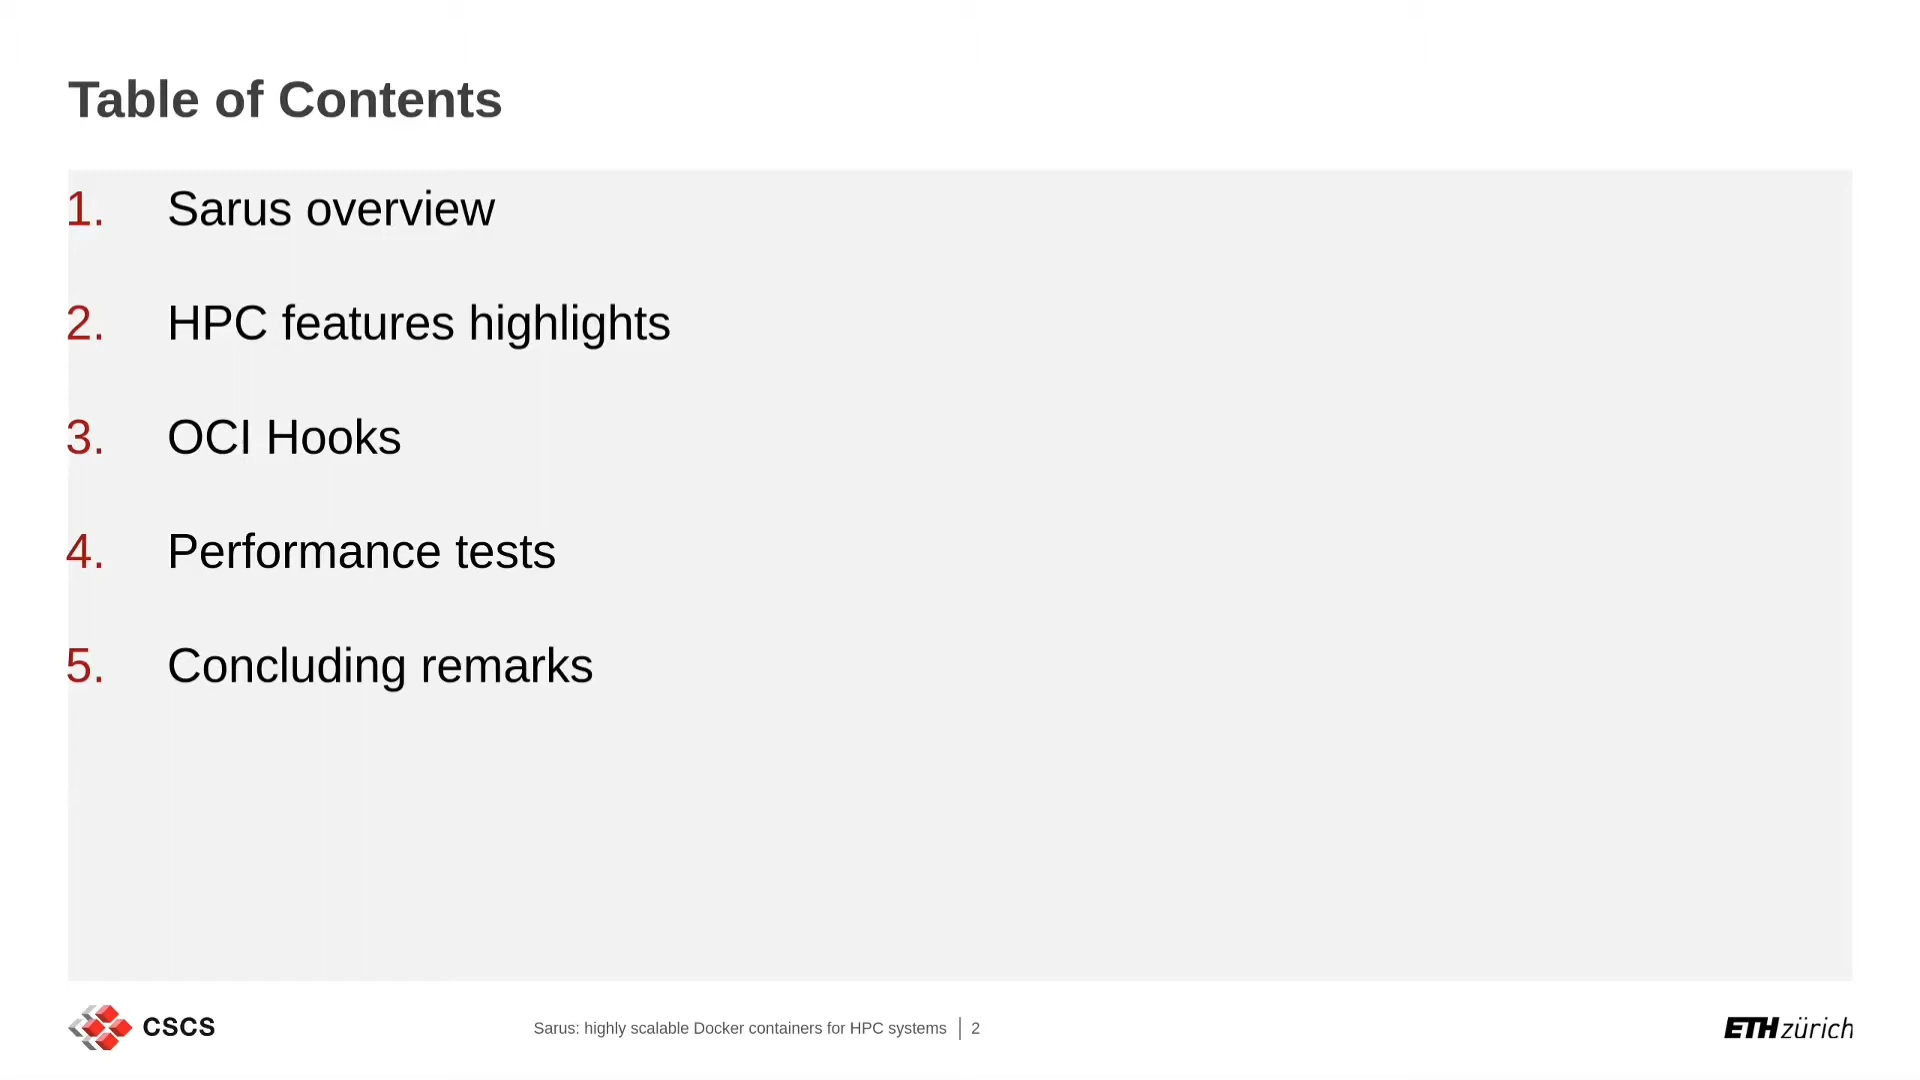 Table of Contents
1. Sarus overview
2. HPC features highlights
3. OCI Hooks
4. Performance tests
5. Concluding remarks
CSCS
Sarus: highly scalable Docker containers for HPC systems | 2
ETH zürich